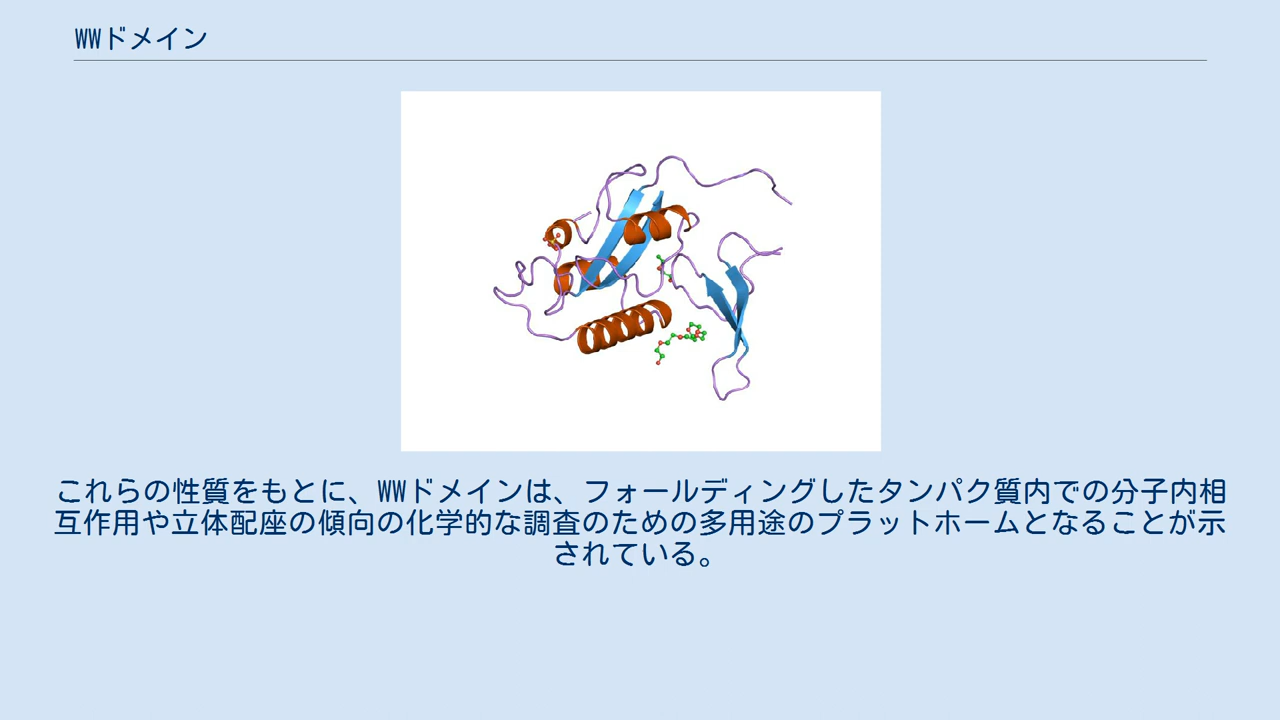 WWドメイン
これらの性質をもとに、WWドメインは、フォールディングしたタンパク質内での分子内相
互作用や立体配座の傾向の化学的な調査のための多用途のプラットホームとなることが示
されている。